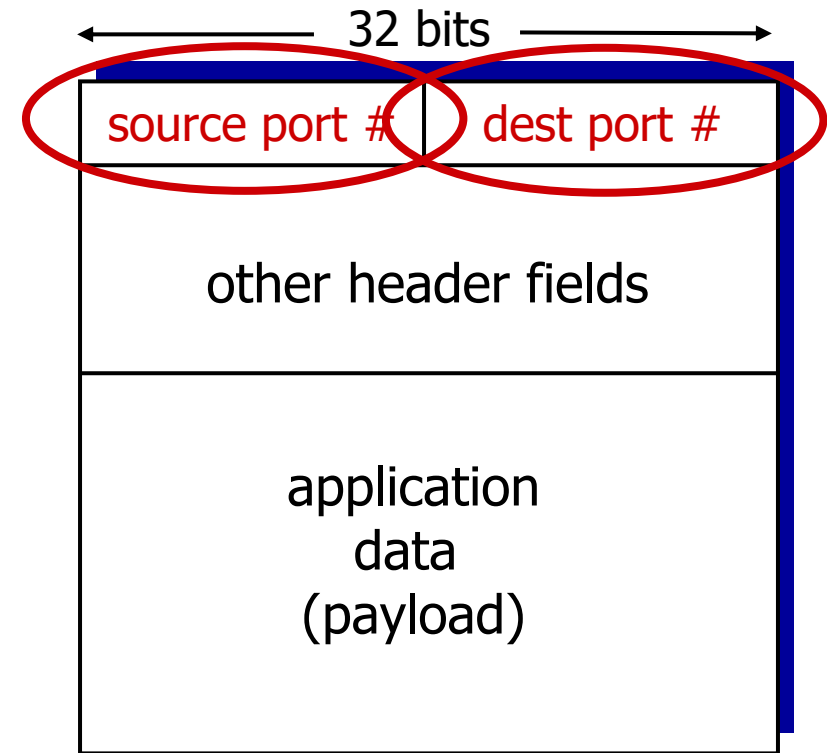 32 bits
source port # dest port #
other header fields
application
data
(payload)